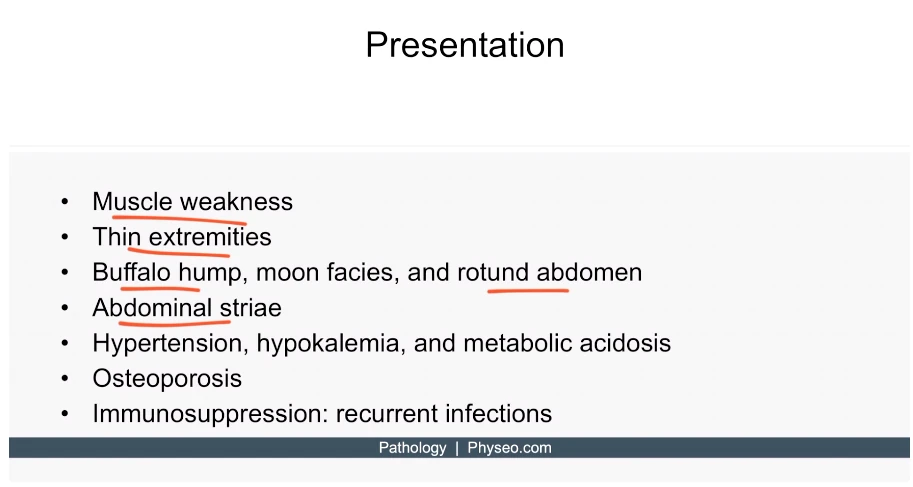 Presentation
• Muscle weakness
• Thin extremities
• Buffalo hump, moon facies, and rotund abdomen
• Abdominal striae
• Hypertension, hypokalemia, and metabolic acidosis
• Osteoporosis
• Immunosuppression: recurrent infections
Pathology | Physeo.com